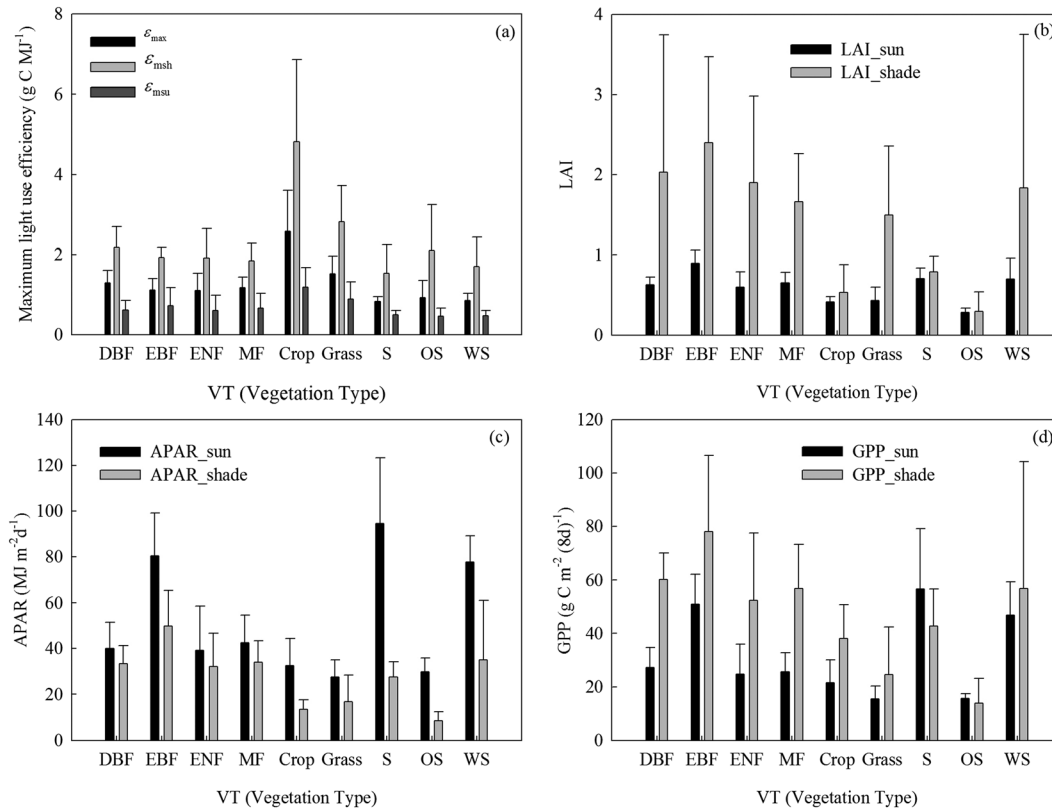 (a)
8
6
4
2
0
Maximum light use efficiency (g C MJ⁻¹)
ε_max
ε_msh
ε_msu
DBF EBF ENF MF Crop Grass S OS WS
VT (Vegetation Type)
(b)
4
3
2
1
0
LAI
LAI_sun
LAI_shade
DBF EBF ENF MF Crop Grass S OS WS
VT (Vegetation Type)
(c)
140
120
100
80
60
40
20
0
APAR (MJ m⁻²d⁻¹)
APAR_sun
APAR_shade
DBF EBF ENF MF Crop Grass S OS WS
VT (Vegetation Type)
(d)
120
100
80
60
40
20
0
GPP (g C m⁻² (8d)⁻¹)
GPP_sun
GPP_shade
DBF EBF ENF MF Crop Grass S OS WS
VT (Vegetation Type)